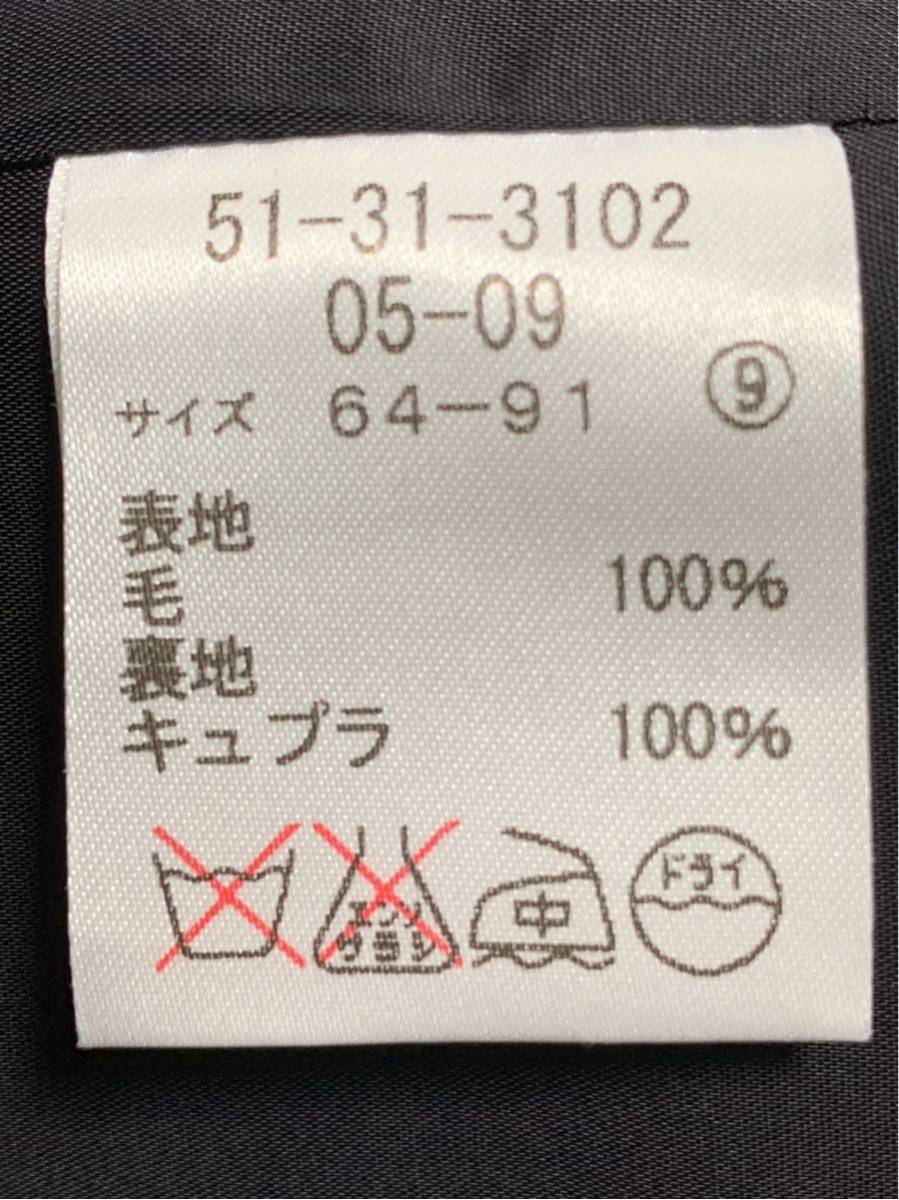 51-31-3102
05-09
サイズ 64-91 ⑨
表地
毛 100%
裏地
キュプラ 100%
エンソ
サラシ
中
ドライ